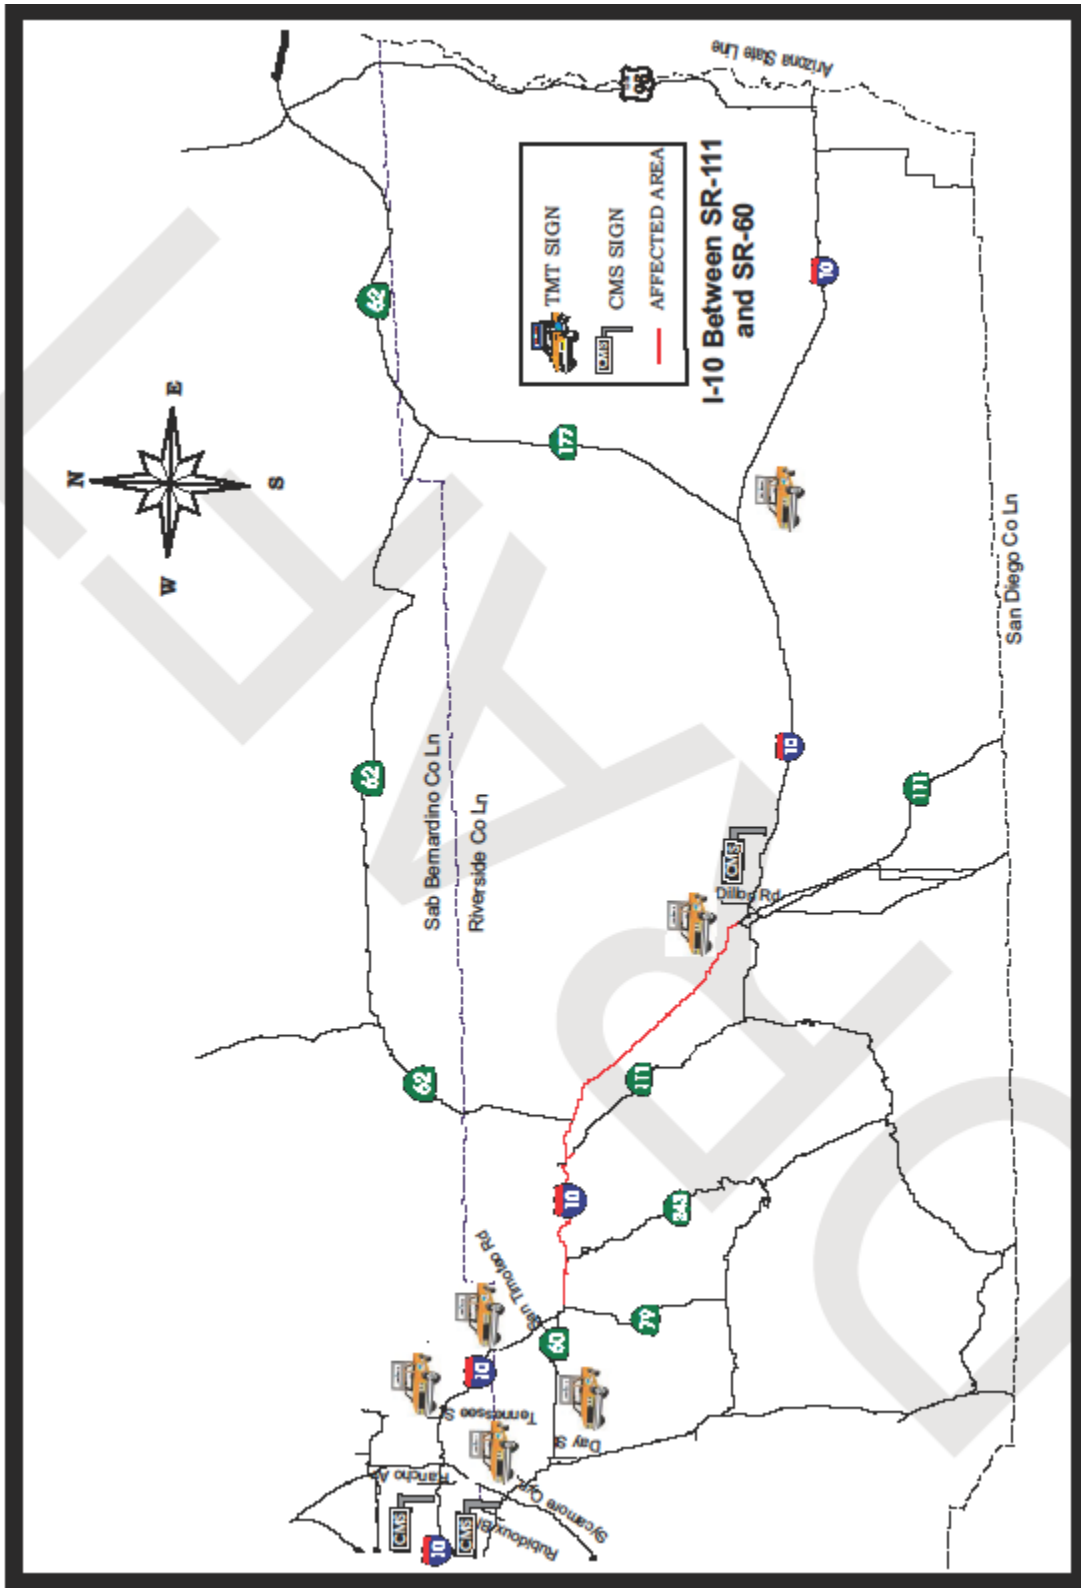 N
E
S
W
62
62
62
177
95
Arizona State Line
TMT SIGN
CMS
CMS SIGN
AFFECTED AREA
I-10 Between SR-111
and SR-60
10
10
10
10
10
Sab Bernardino Co Ln
Riverside Co Ln
San Diego Co Ln
CMS
Dillon Rd
111
111
243
79
60
San Timoteo Rd
Tennessee S
Day S
Rancho A
CMS
CMS
Rubidoux Bl
Sycamore Cyn
DRAFT